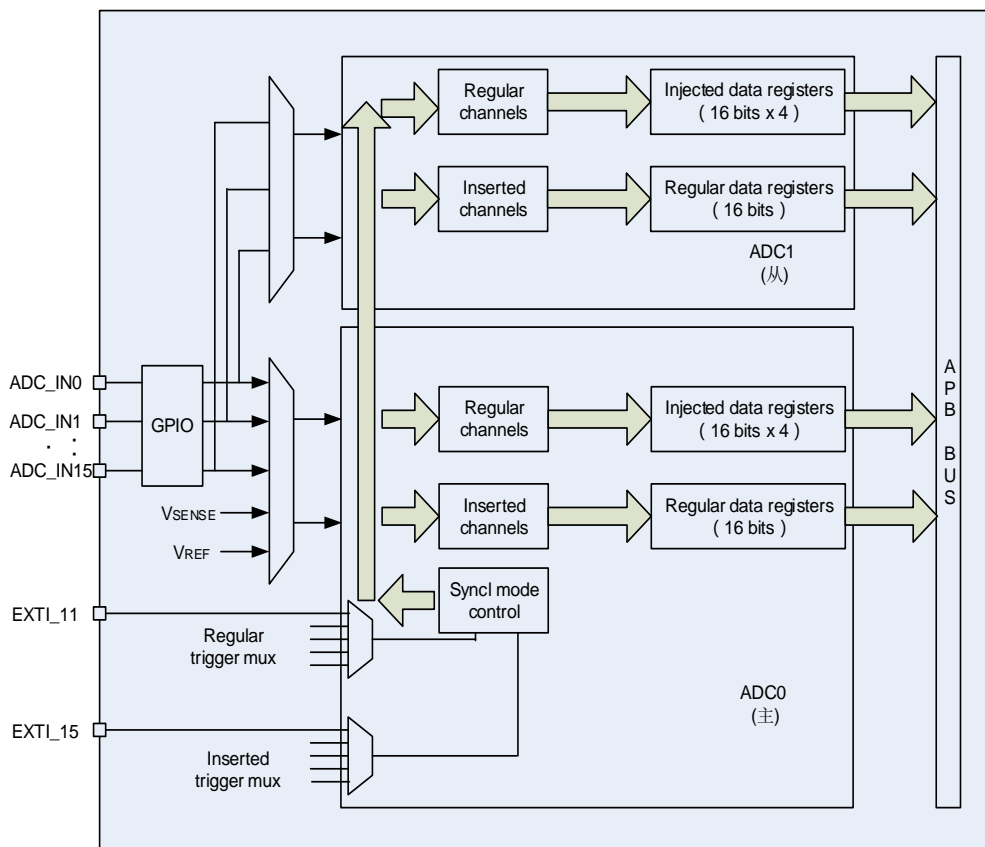 Regular
channels
Injected data registers
( 16 bits x 4 )
Inserted
channels
Regular data registers
( 16 bits )
ADC1
(从)
ADC_IN0
ADC_IN1
. :
ADC_IN15
GPIO
VSENSE
VREF
Regular
channels
Injected data registers
( 16 bits x 4 )
Inserted
channels
Regular data registers
( 16 bits )
Syncl mode
control
EXTI_11
Regular
trigger mux
ADC0
(主)
EXTI_15
Inserted
trigger mux
A
P
B
B
U
S